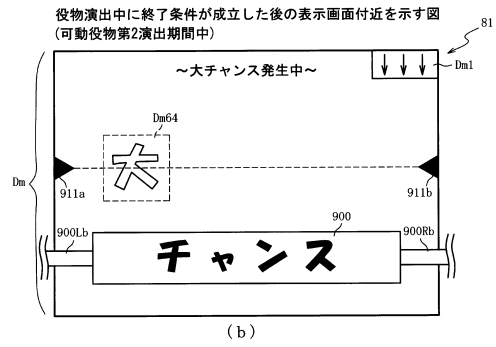 役物演出中に終了条件が成立した後の表示画面付近を示す図
(可動役物第2演出期間中)
81
～大チャンス発生中～
Dm1
Dm64
大
Dm
911a
911b
900Lb
900
900Rb
チャンス
(b)